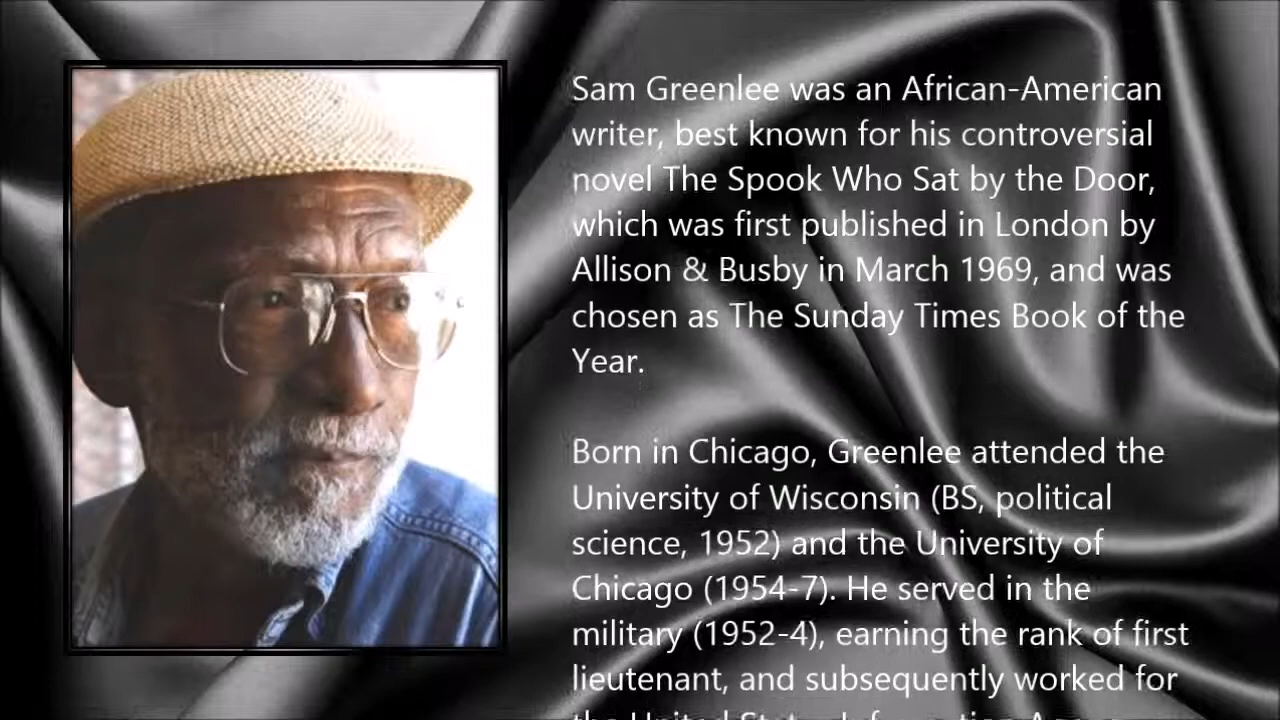 Sam Greenlee was an African-American
writer, best known for his controversial
novel The Spook Who Sat by the Door,
which was first published in London by
Allison & Busby in March 1969, and was
chosen as The Sunday Times Book of the
Year.
Born in Chicago, Greenlee attended the
University of Wisconsin (BS, political
science, 1952) and the University of
Chicago (1954-7). He served in the
military (1952-4), earning the rank of first
lieutenant, and subsequently worked for